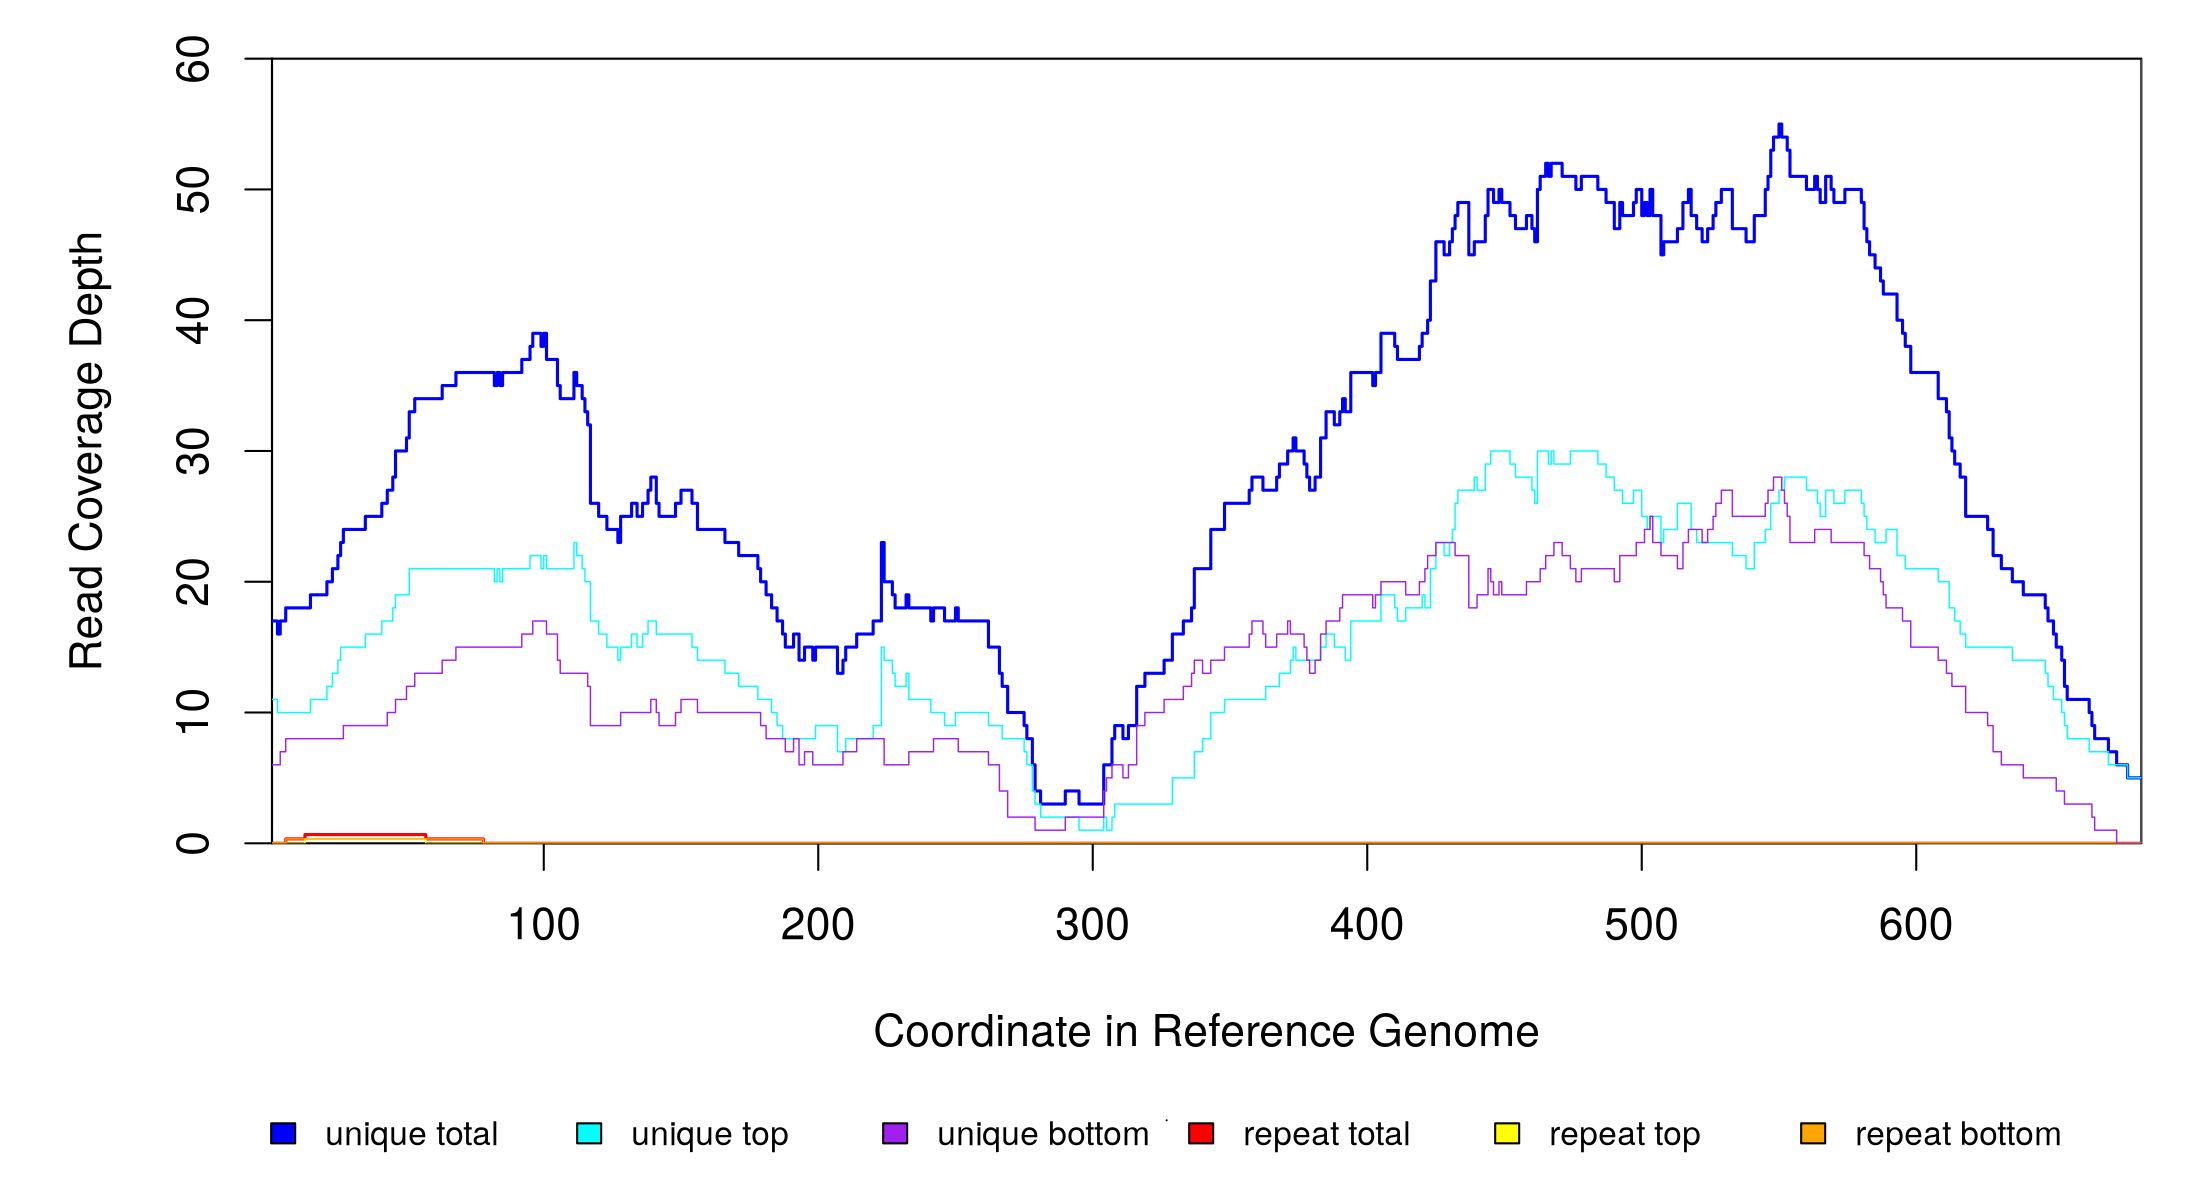 60
50
40
30
20
10
0
Read Coverage Depth
100 200 300 400 500 600
Coordinate in Reference Genome
unique total unique top unique bottom repeat total repeat top repeat bottom